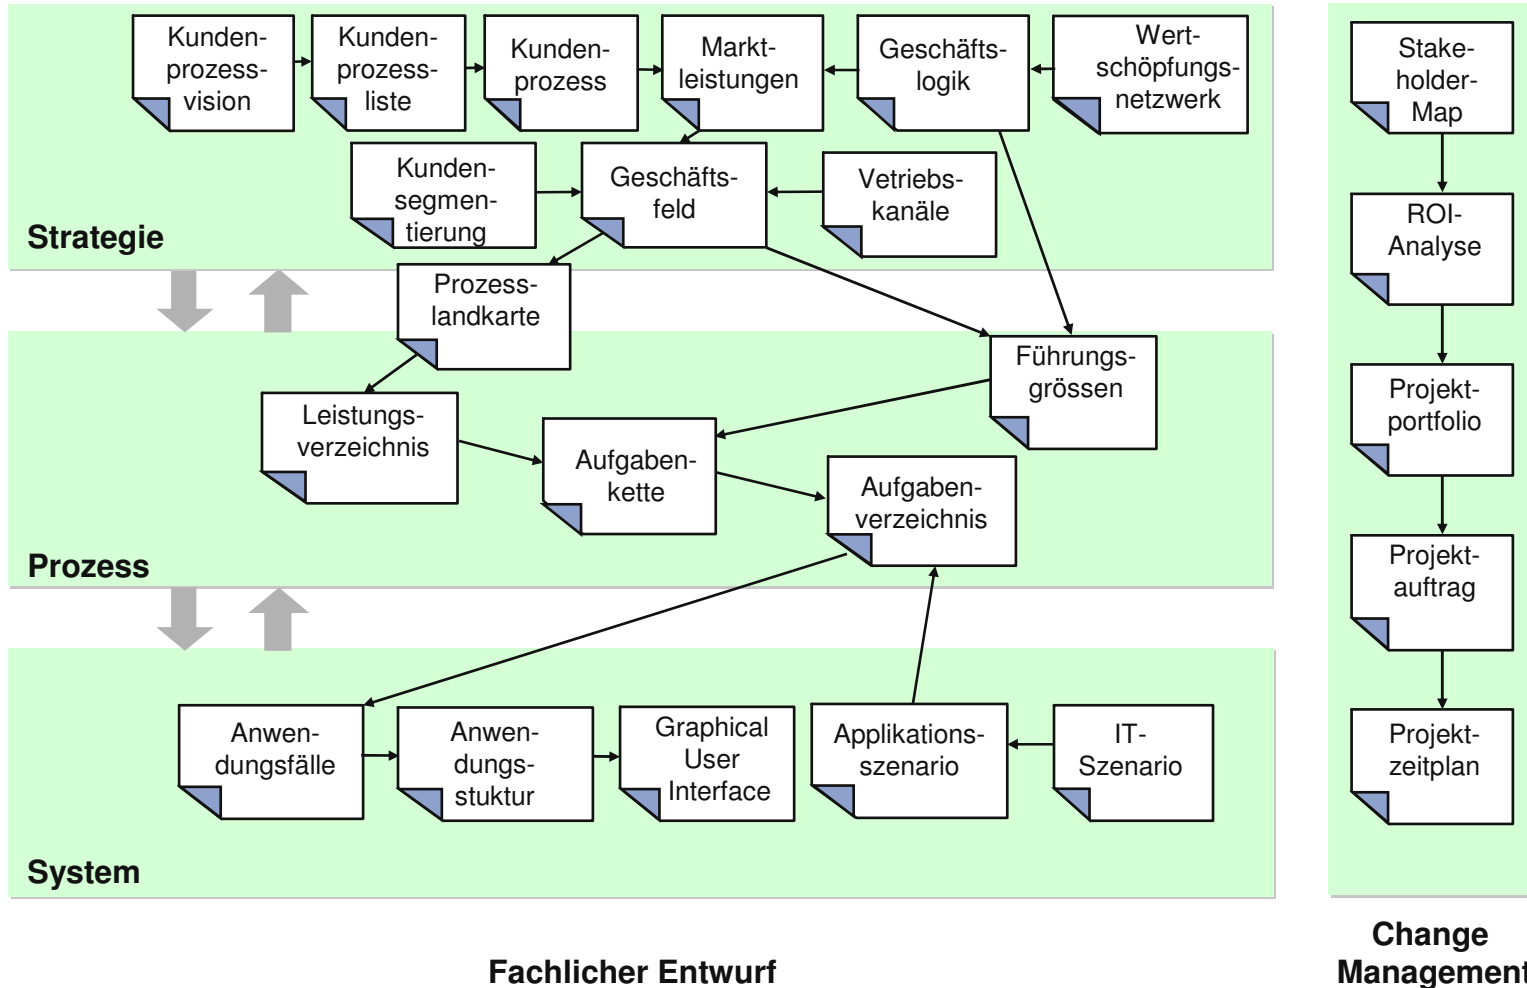 Kunden-
prozess-
vision
Kunden-
prozess-
liste
Kunden-
prozess
Markt-
leistungen
Geschäfts-
logik
Wert-
schöpfungs-
netzwerk
Kunden-
segmen-
tierung
Geschäfts-
feld
Vetriebs-
kanäle
Strategie
Prozess-
landkarte
Führungs-
grössen
Leistungs-
verzeichnis
Aufgaben-
kette
Aufgaben-
verzeichnis
Prozess
Anwen-
dungsfälle
Anwen-
dungs-
stuktur
Graphical
User
Interface
Applikations-
szenario
IT-
Szenario
System
Fachlicher Entwurf
Stake-
holder-
Map
ROI-
Analyse
Projekt-
portfolio
Projekt-
auftrag
Projekt-
zeitplan
Change
Management